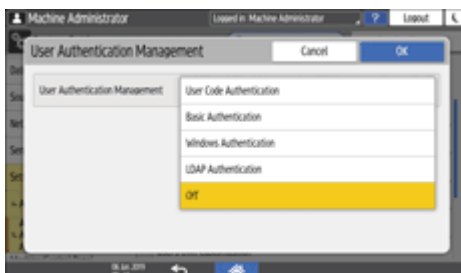 Machine Administrator
Logged in Machine Administrator
?
Logout
User Authentication Management
Cancel
OK
User Authentication Management
User Code Authentication
Basic Authentication
Windows Authentication
LDAP Authentication
Off
06 Jun 2019